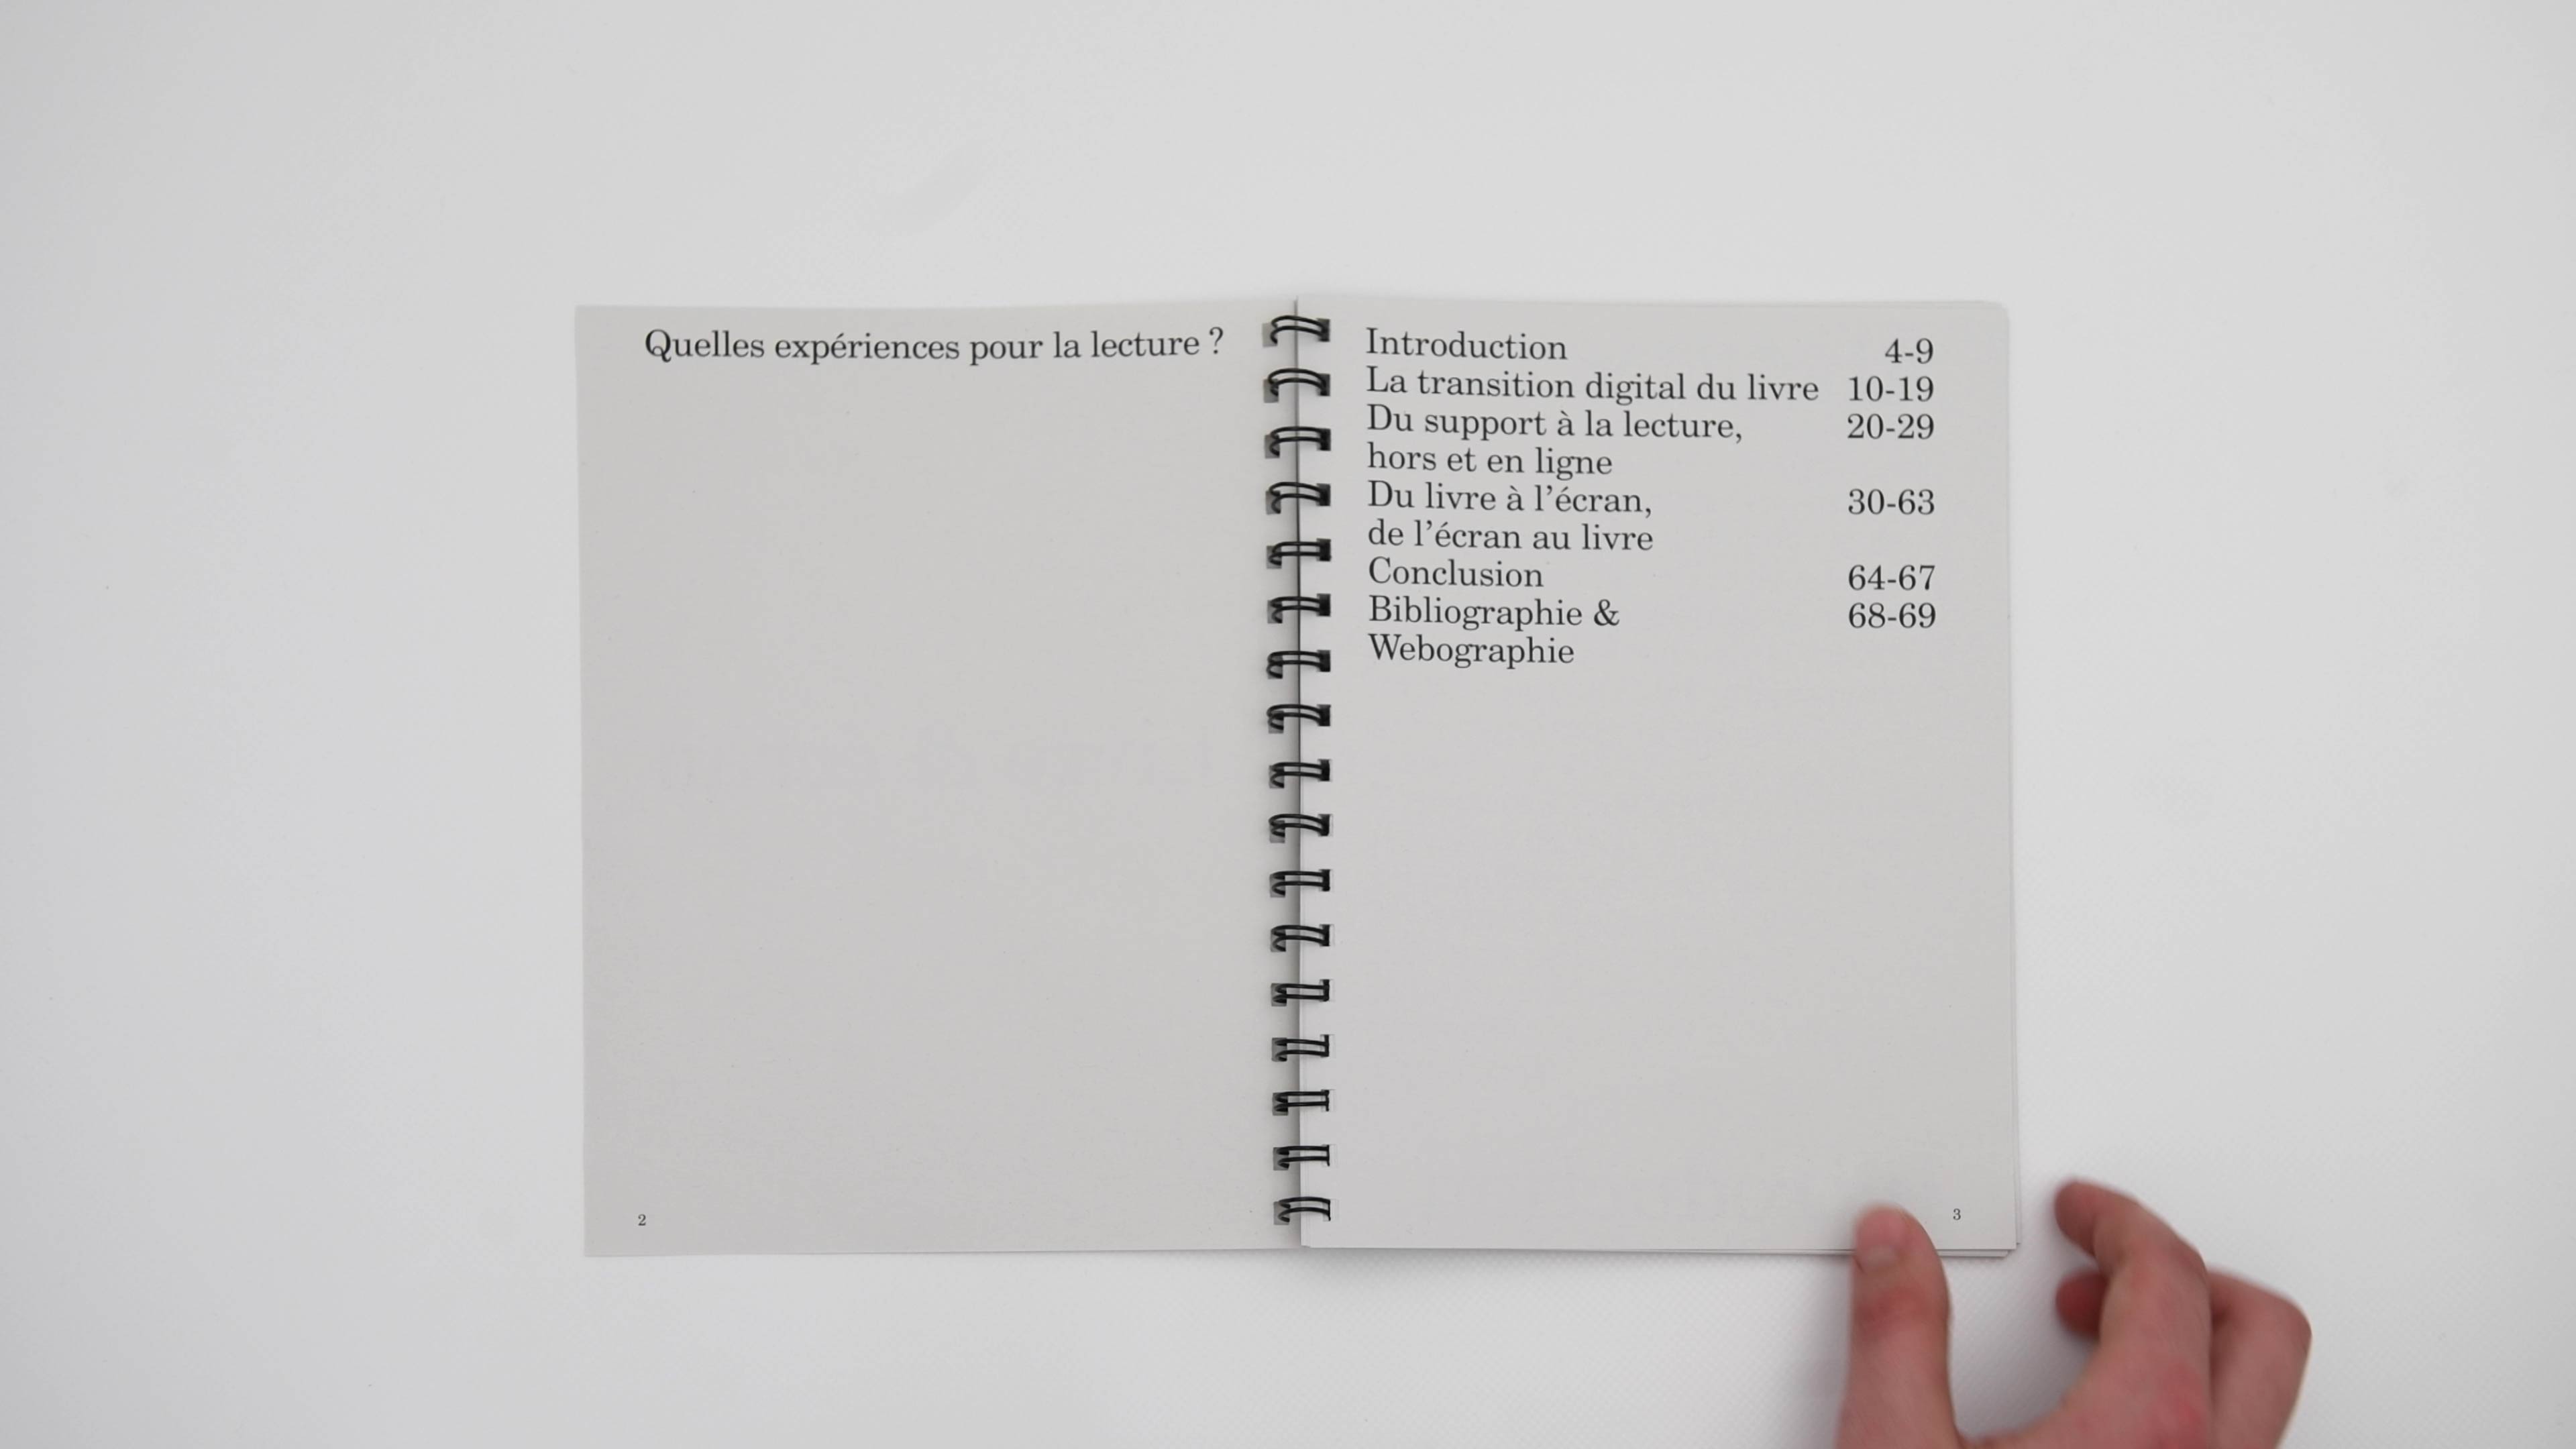 Quelles expériences pour la lecture ?
2
Introduction 4-9
La transition digital du livre 10-19
Du support à la lecture, 20-29
hors et en ligne
Du livre à l’écran, 30-63
de l’écran au livre
Conclusion 64-67
Bibliographie & 68-69
Webographie
3